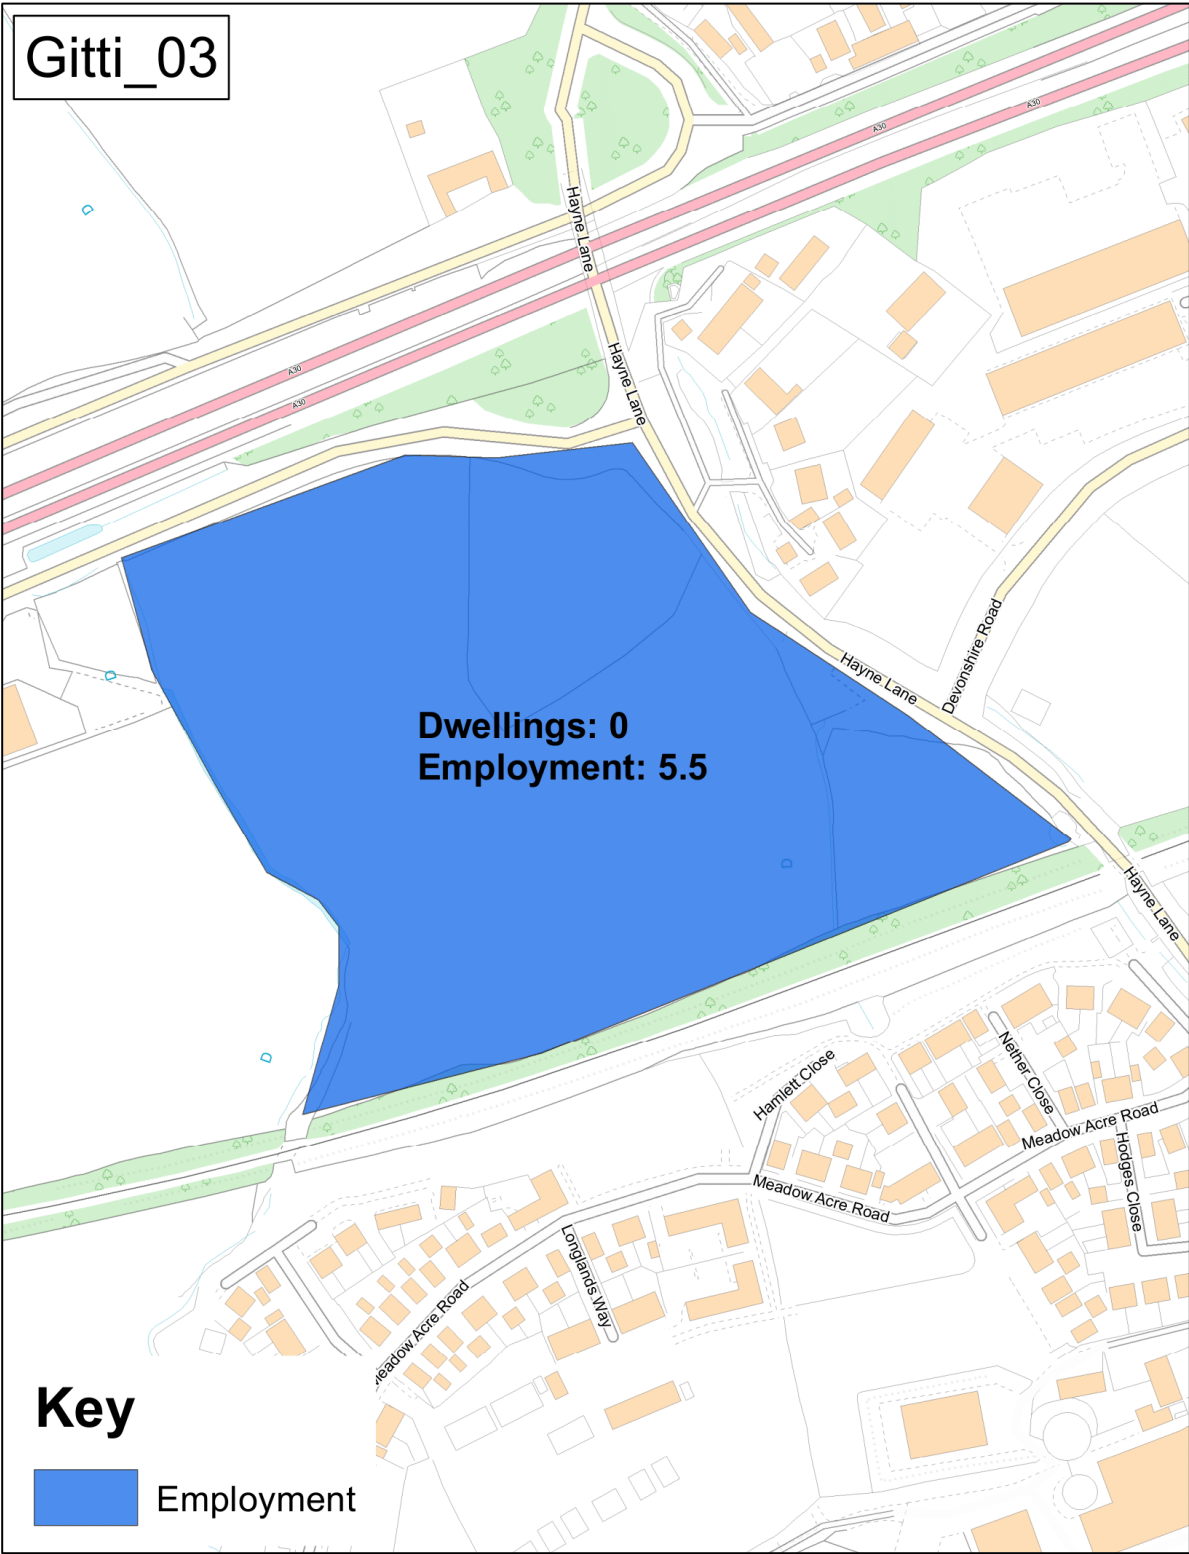 Gitti_03
A30
A30
Hayne Lane
A30
A30
Hayne Lane
Devonshire Road
Hayne Lane
Dwellings: 0
Employment: 5.5
Hayne Lane
Hamlett Close
Nether Close
Meadow Acre Road
Hodges Close
Meadow Acre Road
Longlands Way
Meadow Acre Road
Key
Employment